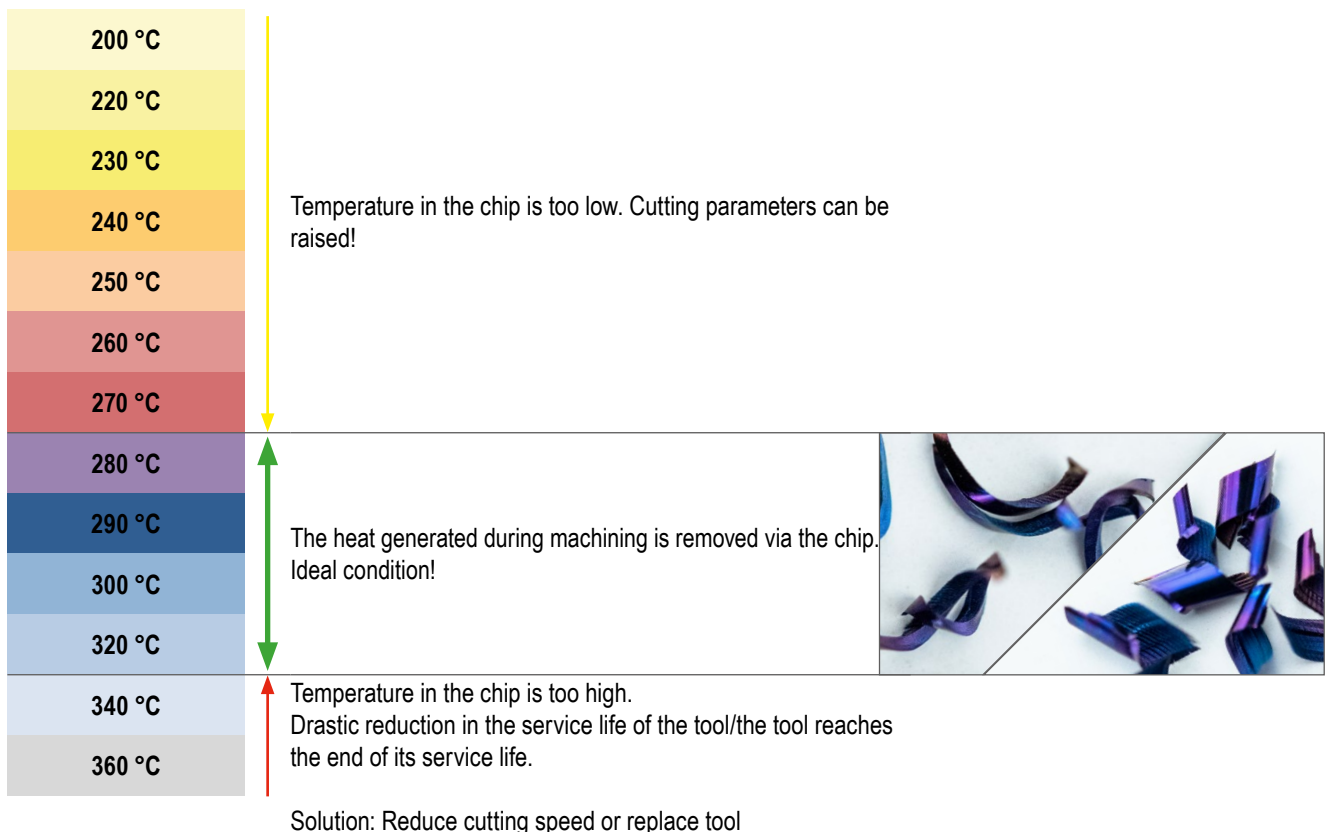 200 °C
220 °C
230 °C
240 °C
250 °C
260 °C
270 °C
Temperature in the chip is too low. Cutting parameters can be
raised!
280 °C
290 °C
300 °C
320 °C
The heat generated during machining is removed via the chip.
Ideal condition!
340 °C
360 °C
Temperature in the chip is too high.
Drastic reduction in the service life of the tool/the tool reaches
the end of its service life.
Solution: Reduce cutting speed or replace tool